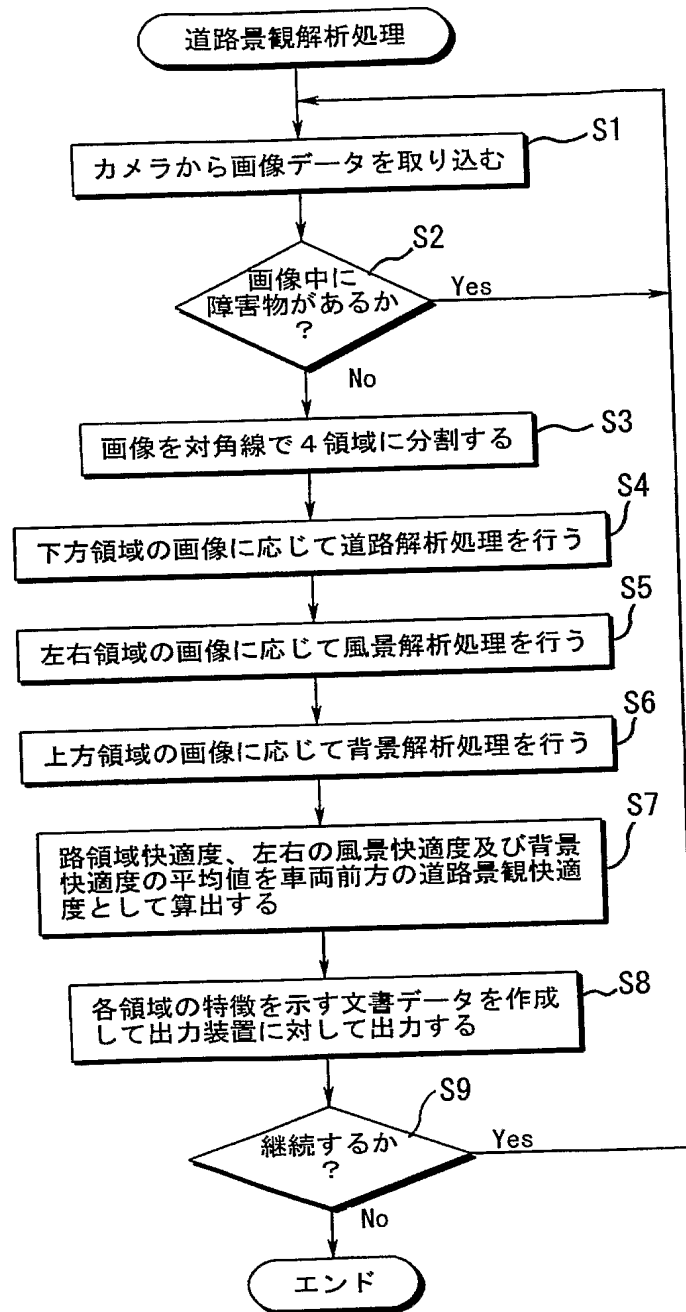 道路景観解析処理
S1
カメラから画像データを取り込む
S2
画像中に
障害物があるか
?
Yes
No
S3
画像を対角線で4領域に分割する
S4
下方領域の画像に応じて道路解析処理を行う
S5
左右領域の画像に応じて風景解析処理を行う
S6
上方領域の画像に応じて背景解析処理を行う
S7
路領域快適度、左右の風景快適度及び背景
快適度の平均値を車両前方の道路景観快適
度として算出する
S8
各領域の特徴を示す文書データを作成
して出力装置に対して出力する
S9
継続するか
?
Yes
No
エンド